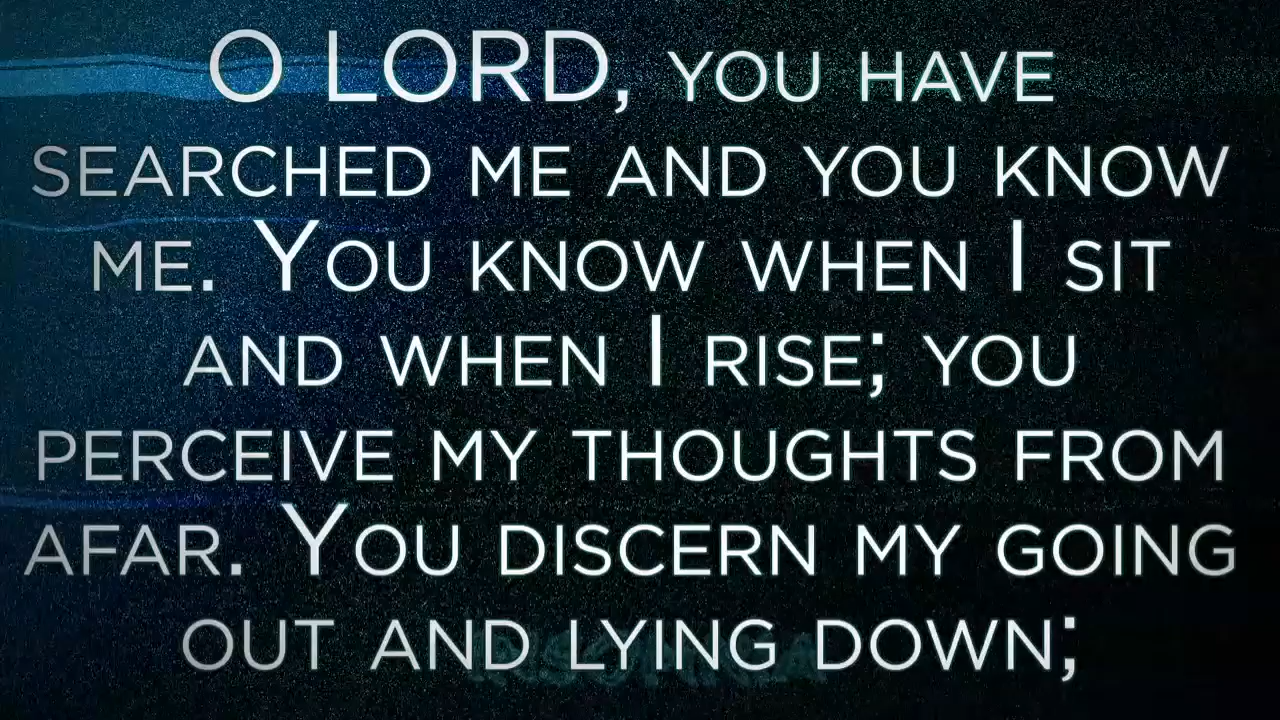 O LORD, YOU HAVE
SEARCHED ME AND YOU KNOW
ME. YOU KNOW WHEN I SIT
AND WHEN I RISE; YOU
PERCEIVE MY THOUGHTS FROM
AFAR. YOU DISCERN MY GOING
OUT AND LYING DOWN;